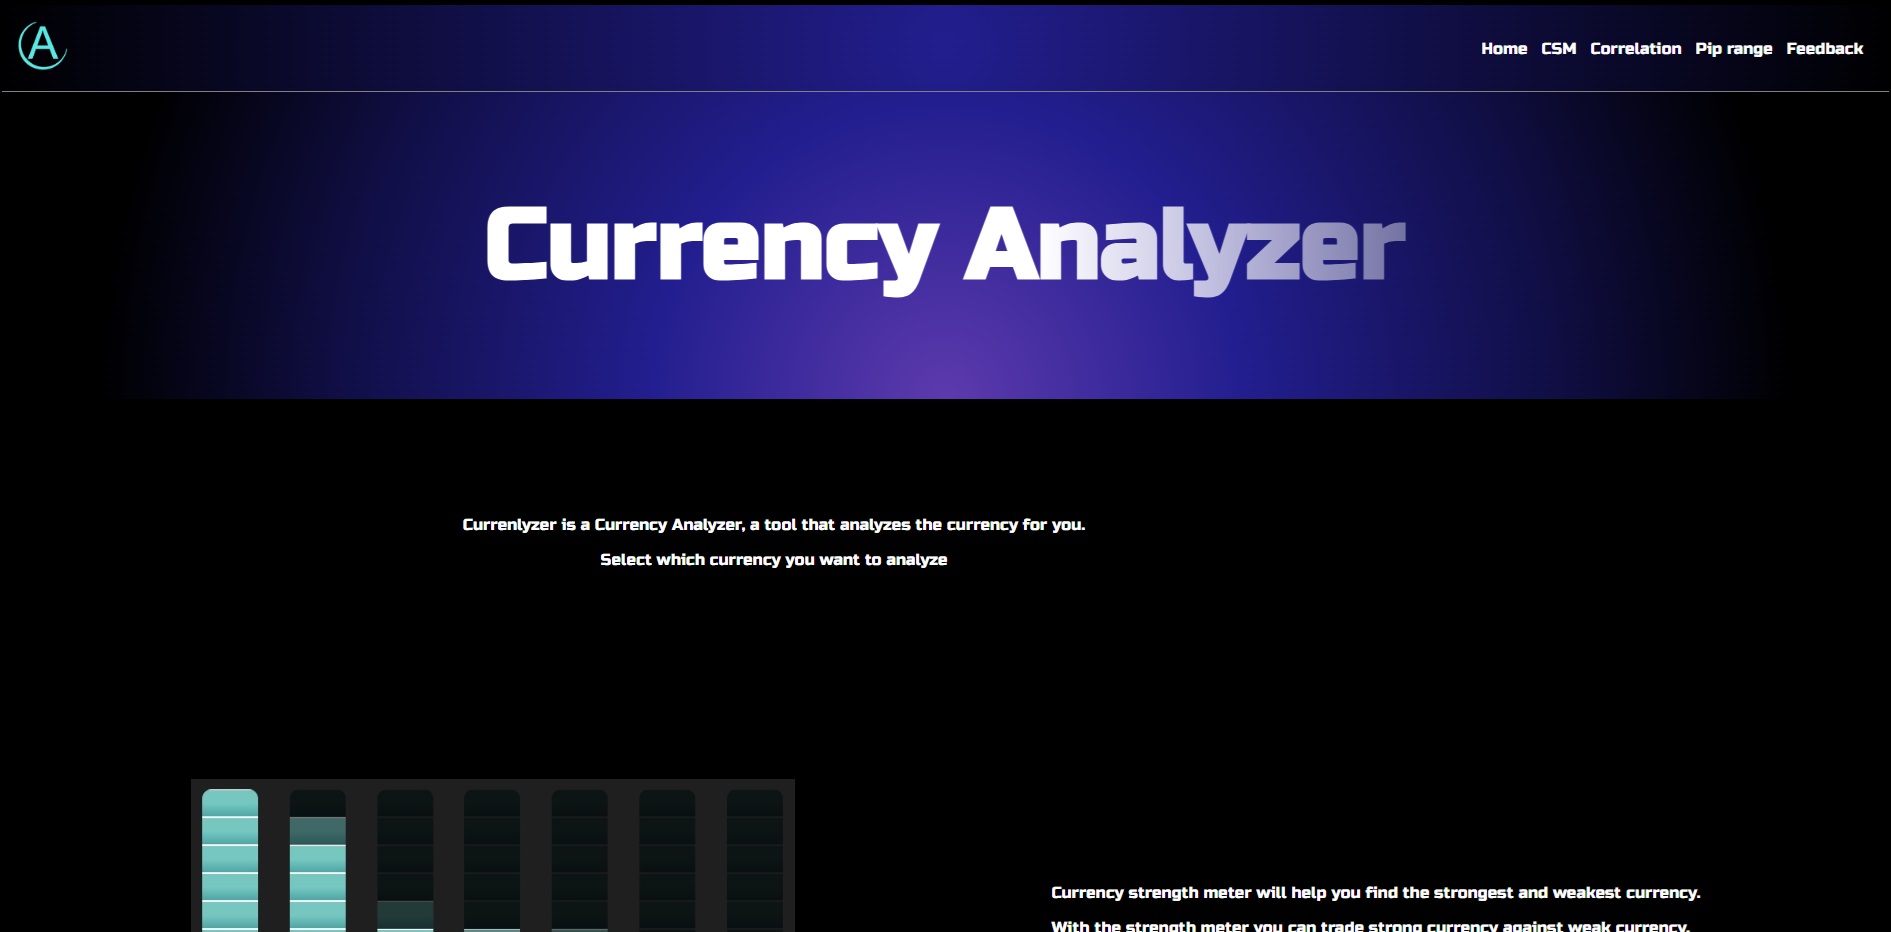 A
Home CSM Correlation Pip range Feedback
Currency Analyzer
Currenlyzer is a Currency Analyzer, a tool that analyzes the currency for you.
Select which currency you want to analyze
Currency strength meter will help you find the strongest and weakest currency.
With the strength meter you can trade strong currency against weak currency.